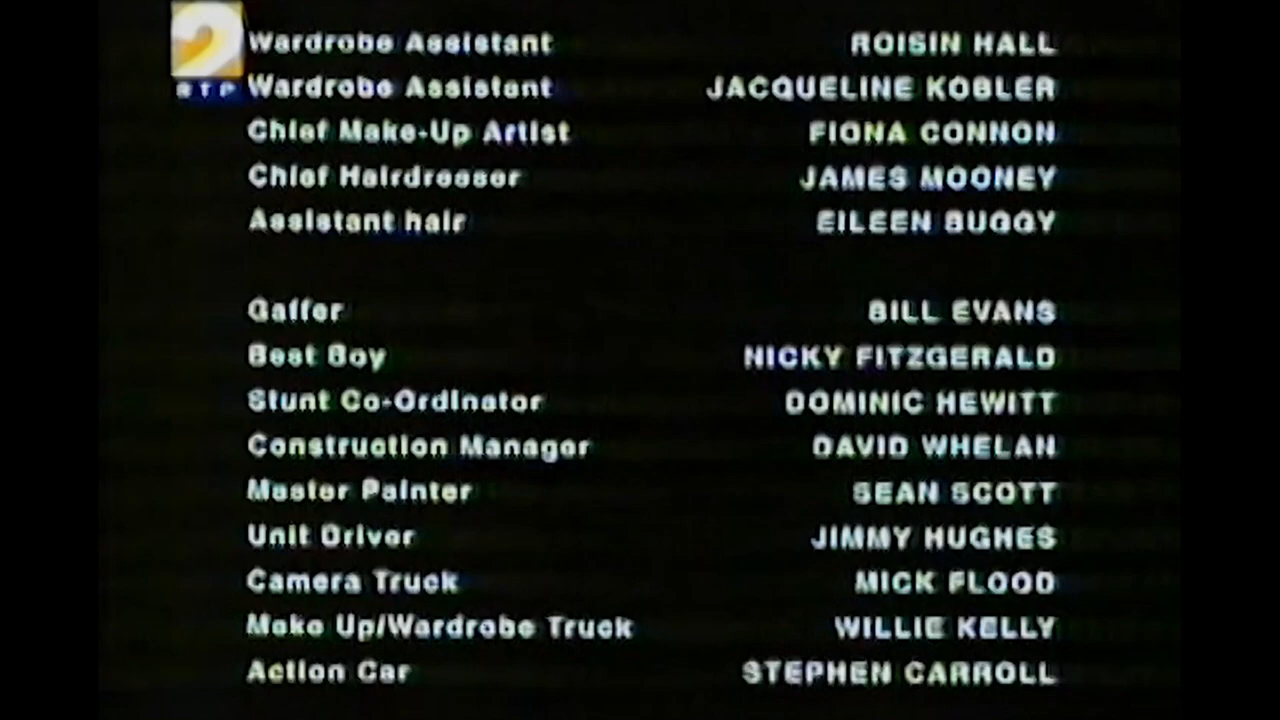 2
RTP
Wardrobe Assistant ROISIN HALL
Wardrobe Assistant JACQUELINE KOBLER
Chief Make-Up Artist FIONA CONNON
Chief Hairdresser JAMES MOONEY
Assistant hair EILEEN BUGGY
Gaffer BILL EVANS
Best Boy NICKY FITZGERALD
Stunt Co-Ordinator DOMINIC HEWITT
Construction Manager DAVID WHELAN
Master Painter SEAN SCOTT
Unit Driver JIMMY HUGHES
Camera Truck MICK FLOOD
Make Up/Wardrobe Truck WILLIE KELLY
Action Car STEPHEN CARROLL